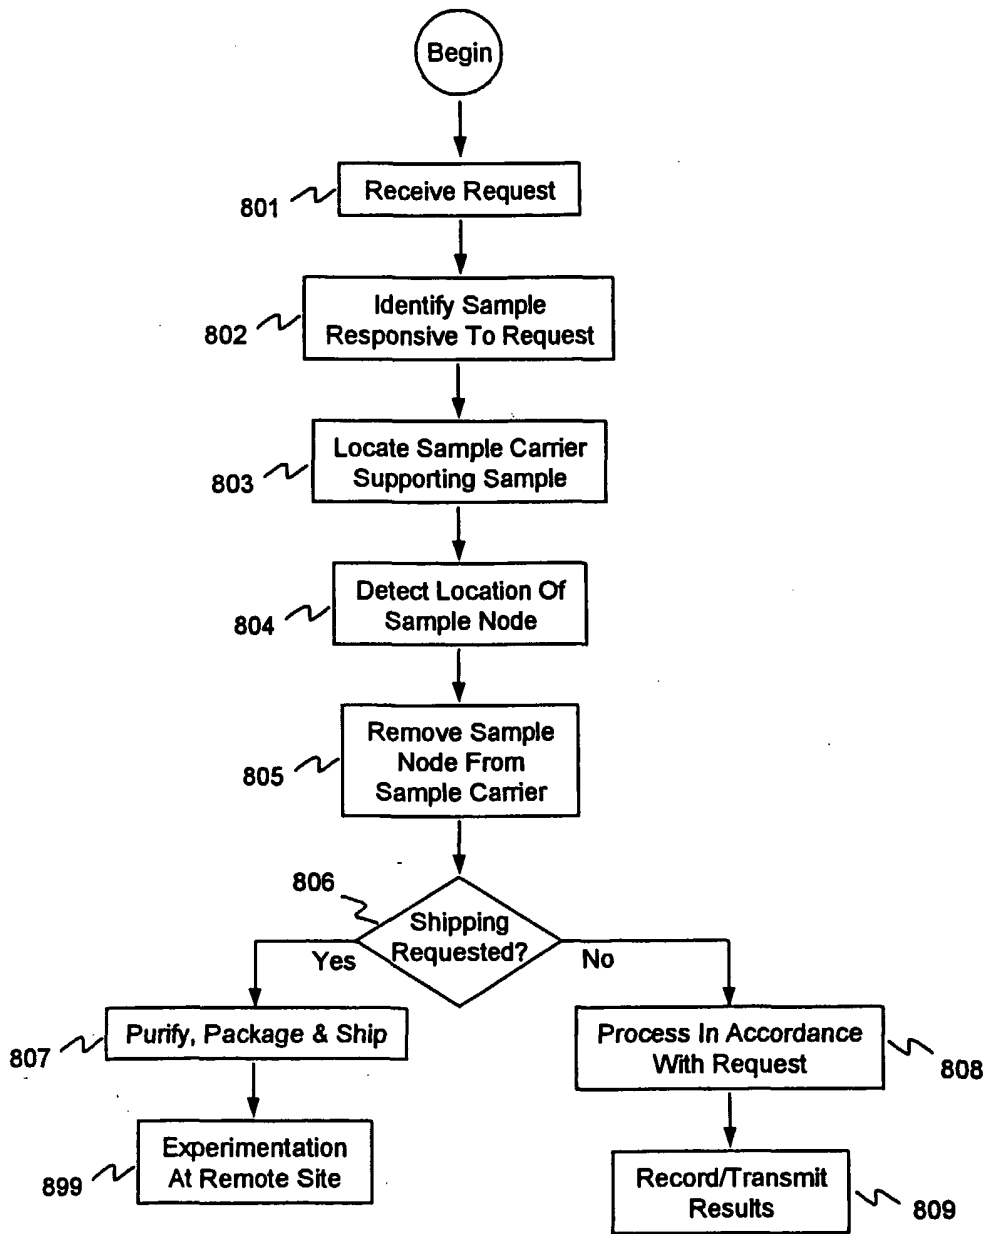 Begin
801
Receive Request
802
Identify Sample
Responsive To Request
803
Locate Sample Carrier
Supporting Sample
804
Detect Location Of
Sample Node
805
Remove Sample
Node From
Sample Carrier
806
Shipping
Requested?
Yes
No
807
Purify, Package & Ship
Process In Accordance
With Request
808
899
Experimentation
At Remote Site
Record/Transmit
Results
809